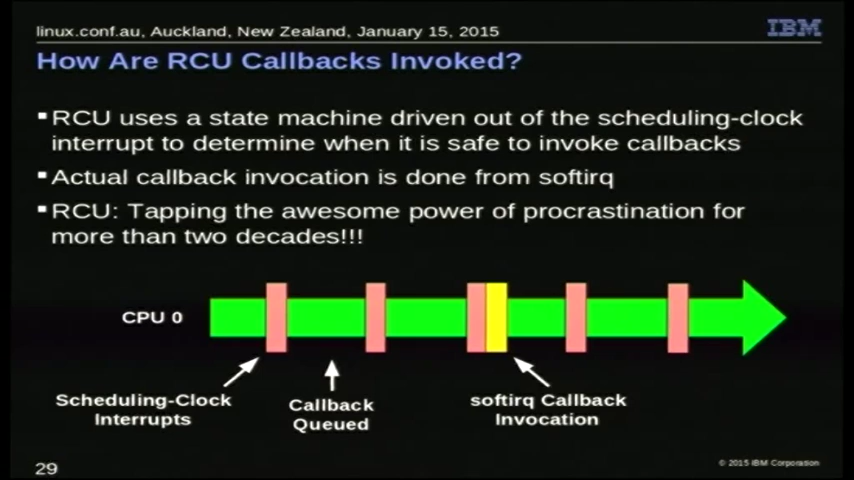 linux.conf.au, Auckland, New Zealand, January 15, 2015
IBM
How Are RCU Callbacks Invoked?
▪RCU uses a state machine driven out of the scheduling-clock
interrupt to determine when it is safe to invoke callbacks
▪Actual callback invocation is done from softirq
▪RCU: Tapping the awesome power of procrastination for
more than two decades!!!
CPU 0
Scheduling-Clock
Interrupts
Callback
Queued
softirq Callback
Invocation
29
© 2015 IBM Corporation